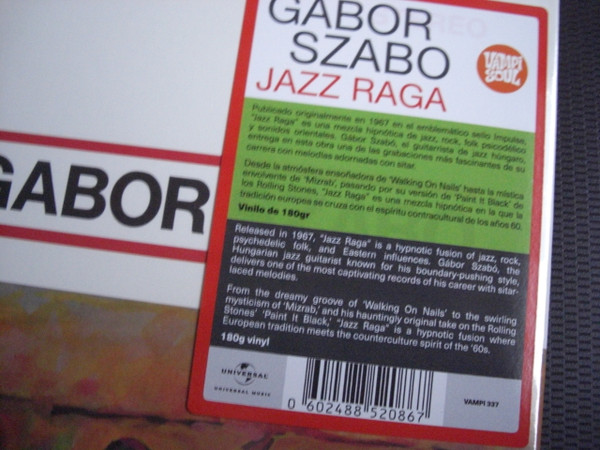 GABOR
SZABO
JAZZ RAGA
VAMPI
SOUL
Publicado originalmente en 1967 en el emblemático sello Impulse,
"Jazz Raga" es una mezcla hipnótica de jazz, rock, folk psicodélico
y sonidos orientales. Gábor Szabó, el guitarrista de jazz húngaro,
entrega en esta obra una de las grabaciones más fascinantes de su
carrera con melodías adornadas con sitar.
Desde la atmósfera ensoñadora de 'Walking On Nails' hasta la mística
envolvente de 'Mizrab', pasando por su versión de 'Paint It Black' de
los Rolling Stones, "Jazz Raga" es una mezcla hipnótica en la que la
tradición europea se cruza con el espíritu contracultural de los años 60.
Vinilo de 180gr
Released in 1967, "Jazz Raga" is a hypnotic fusion of jazz, rock,
psychedelic folk, and Eastern influences. Gábor Szabó, the
Hungarian jazz guitarist known for his boundary-pushing style,
delivers one of the most captivating records of his career with sitar-
laced melodies.
From the dreamy groove of 'Walking On Nails' to the swirling
mysticism of 'Mizrab,' and his hauntingly original take on the Rolling
Stones' 'Paint It Black,' "Jazz Raga" is a hypnotic fusion where
European tradition meets the counterculture spirit of the '60s.
180g vinyl
UNIVERSAL
UNIVERSAL MUSIC
0 602488 520867
VAMPI 337
GABOR